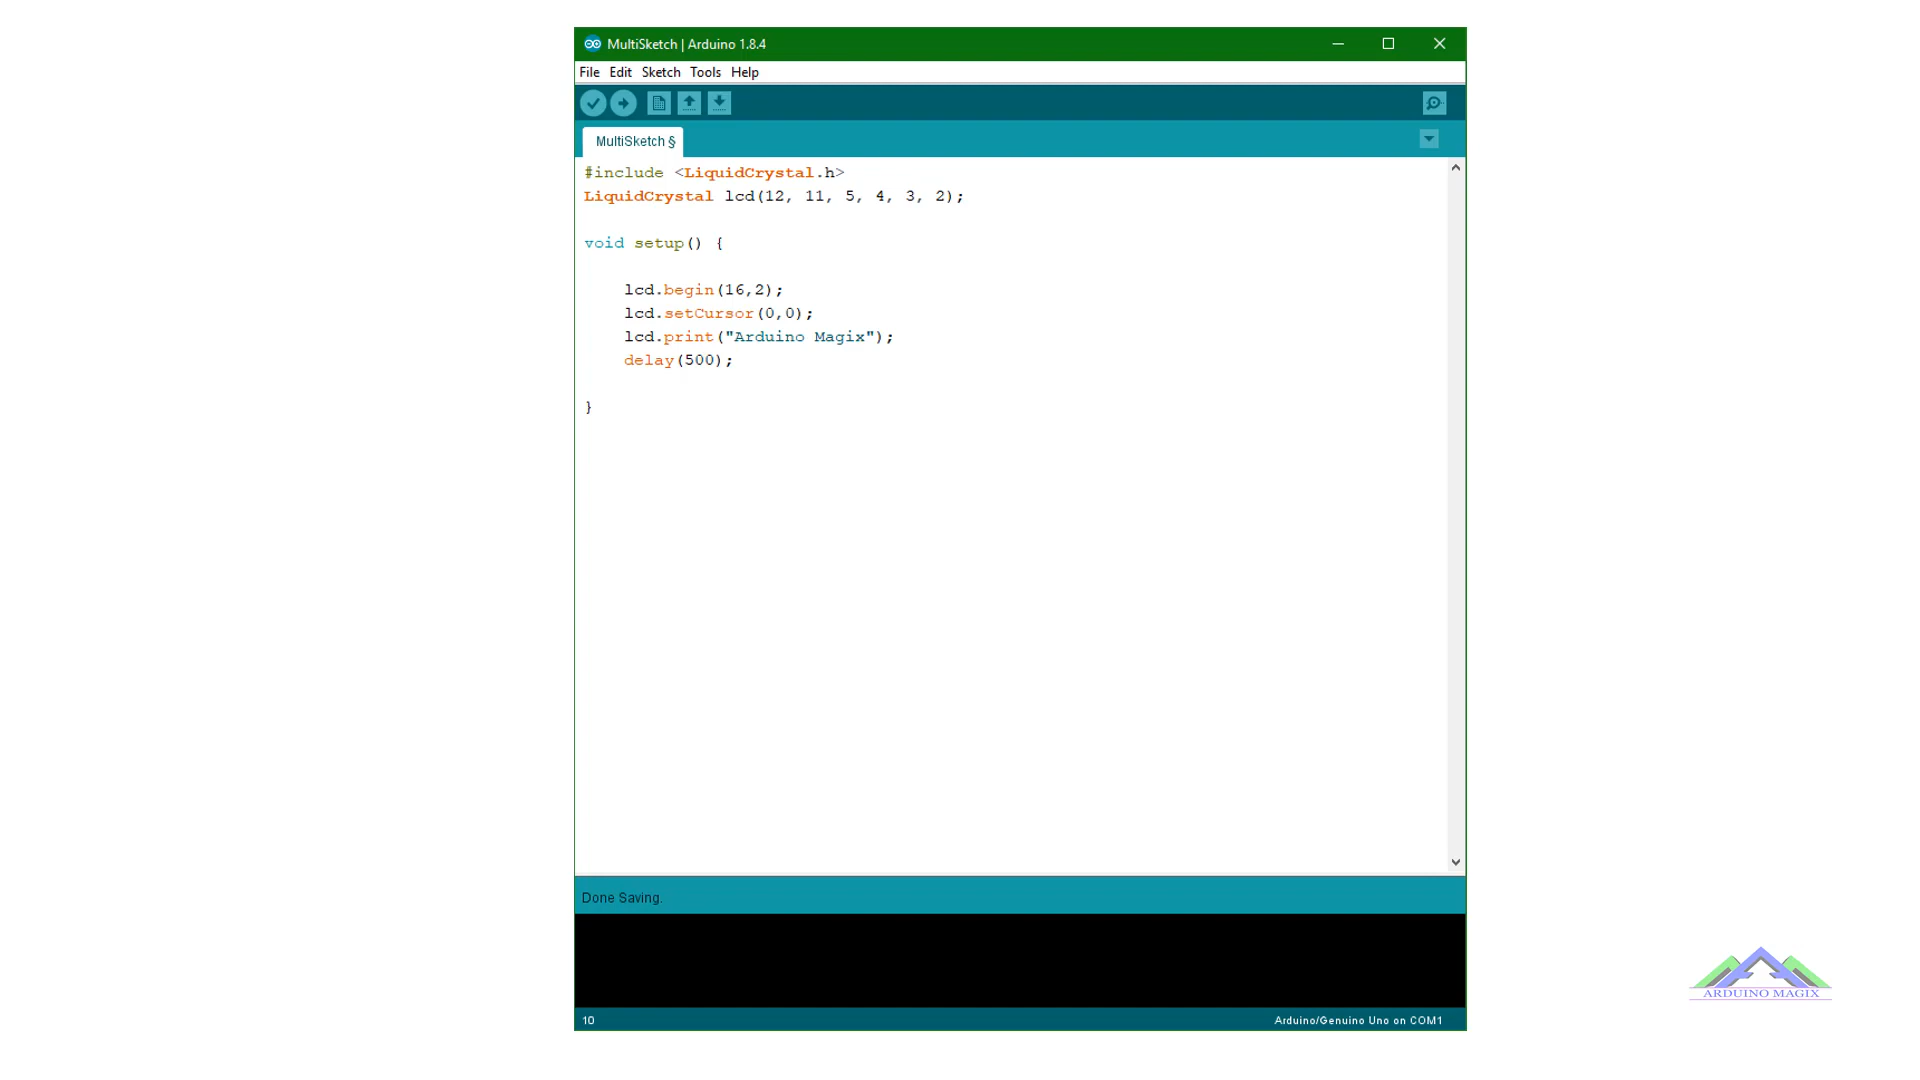 MultiSketch | Arduino 1.8.4
File Edit Sketch Tools Help
MultiSketch §
#include <LiquidCrystal.h>
LiquidCrystal lcd(12, 11, 5, 4, 3, 2);
void setup() {
lcd.begin(16,2);
lcd.setCursor(0,0);
lcd.print("Arduino Magix");
delay(500);
}
Done Saving.
ARDUINO MAGIX
10 Arduino/Genuino Uno on COM1